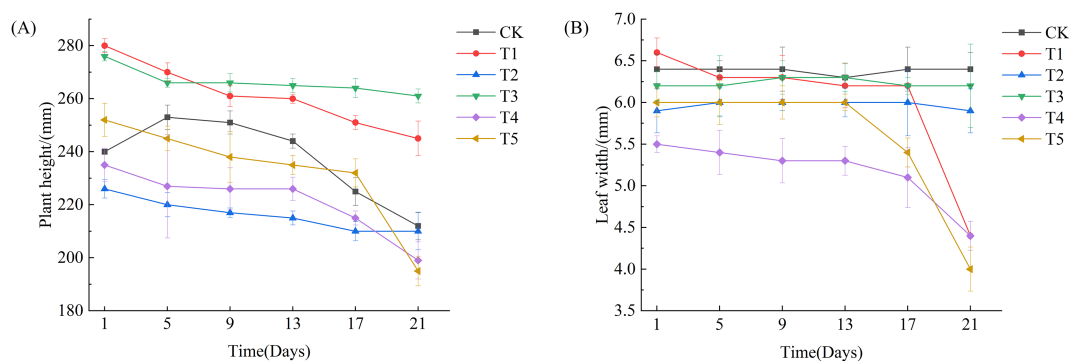 (A)
Plant height/(mm)
280
260
240
220
200
180
1 5 9 13 17 21
Time(Days)
CK
T1
T2
T3
T4
T5
(B)
Leaf width/(mm)
7.0
6.5
6.0
5.5
5.0
4.5
4.0
3.5
1 5 9 13 17 21
Time(Days)
CK
T1
T2
T3
T4
T5